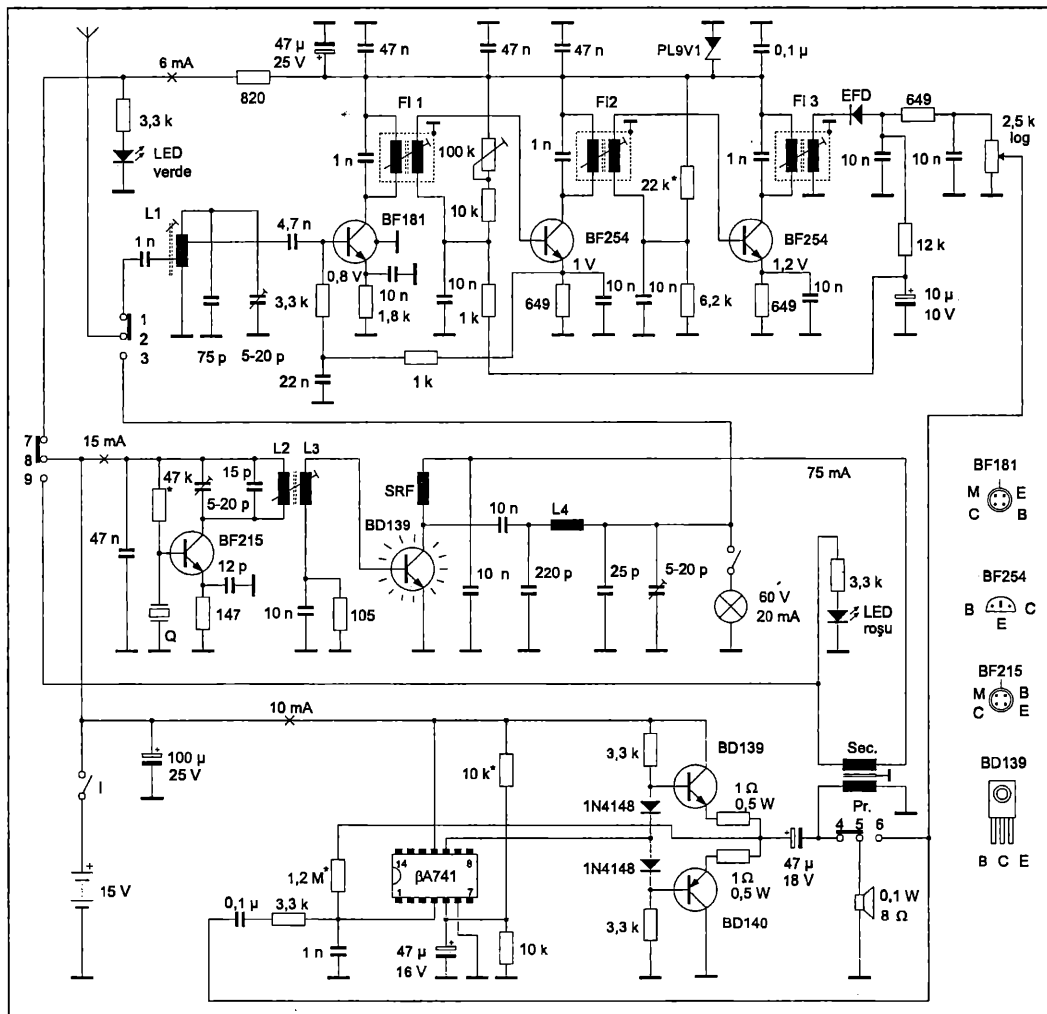 47 µ
25 V
47 n
47 n
47 n
PL9V1
0,1 µ
6 mA
820
3,3 k
LED
verde
FI 1
1 n
100 k
10 k
FI2
1 n
22 k*
FI 3
1 n
EFD
649
10 n
10 n
2,5 k
log
L1
1 n
4,7 n
BF181
0,8 V
10 n
3,3 k
1,8 k
10 n
1k
BF254
1 V
649
10 n
10 n
6,2 k
BF254
1,2 V
649
10 n
12 k
10 µ
10 V
1
2
3
75 p
5-20 p
22 n
1 k
7
8
9
15 mA
47 k
*
5-20 p
15 p
L2
L3
47 n
BF215
12 p
147
Q
10 n
105
BD139
SRF
10 n
L4
75 mA
10 n
220 p
25 p
5-20 p
60 V
20 mA
3,3 k
LED
roşu
BF181
M
E
C
B
BF254
B
C
E
BF215
M
B
C
E
BD139
B C E
10 mA
I
100 µ
25 V
15 V
10 k*
3,3 k
BD139
1 Ω
0,5 W
1N4148
1N4148
1 Ω
0,5 W
BD140
3,3 k
Sec.
Pr.
4
5
6
47 µ
18 V
0,1 W
8 Ω
1,2 M*
14
8
βA741
1
7
0,1 µ
3,3 k
1 n
47 µ
16 V
10 k